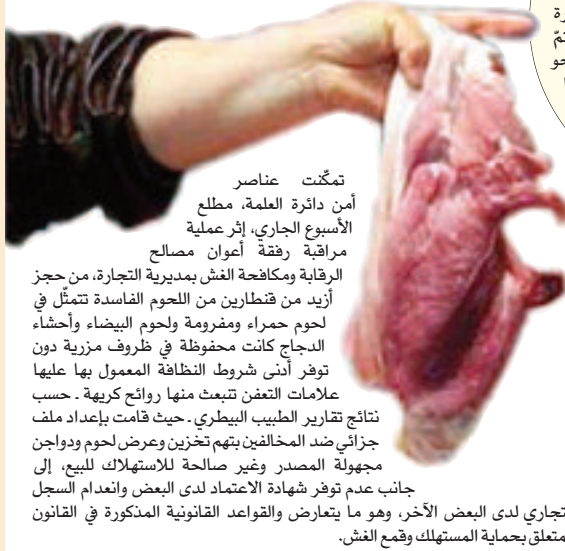 رة
تمّ
حو
تمكّنت عناصر
أمن دائرة العلمة، مطلع
الأسبوع الجاري، إثر عملية
مراقبة رفقة أعوان مصالح
الرقابة ومكافحة الغش بمديرية التجارة، من حجز
أزيد من قنطارين من اللحوم الفاسدة تتمثّل في
لحوم حمراء ومفرومة ولحوم البيضاء وأحشاء
الدجاج كانت محفوظة في ظروف مزرية دون
توفر أدنى شروط النظافة المعمول بها عليها
علامات التعفن تنبعث منها روائح كريهة ـ حسب
نتائج تقارير الطبيب البيطري ـ حيث قامت بإعداد ملف
جزائي ضد المخالفين بتهم تخزين وعرض لحوم ودواجن
مجهولة المصدر وغير صالحة للاستهلاك للبيع، إلى
جانب عدم توفر شهادة الاعتماد لدى البعض وانعدام السجل
تجاري لدى البعض الآخر، وهو ما يتعارض والقواعد القانونية المذكورة في القانون
متعلق بحماية المستهلك وقمع الغش.